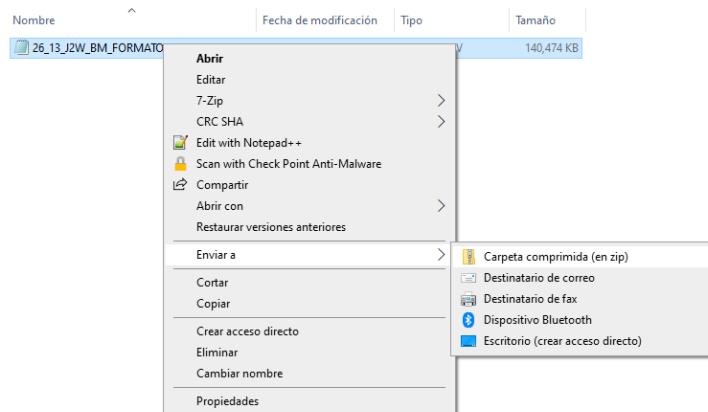 Nombre Fecha de modificación Tipo Tamaño
26_13_J2W_BM_FORMATO V 140,474 KB
Abrir
Editar
7-Zip
CRC SHA
Edit with Notepad++
Scan with Check Point Anti-Malware
Compartir
Abrir con
Restaurar versiones anteriores
Enviar a
Carpeta comprimida (en zip)
Destinatario de correo
Destinatario de fax
Dispositivo Bluetooth
Escritorio (crear acceso directo)
Cortar
Copiar
Crear acceso directo
Eliminar
Cambiar nombre
Propiedades